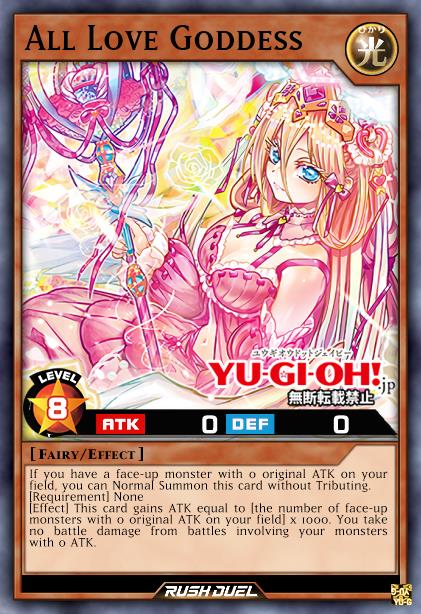 All Love Goddess
ひかり
光
ユウギオウドットジェイピー
YU-GI-OH!.jp
無断転載禁止
LEVEL
8
ATK 0 DEF 0
[ Fairy/Effect ]
If you have a face-up monster with 0 original ATK on your
field, you can Normal Summon this card without Tributing.
[Requirement] None
[Effect] This card gains ATK equal to [the number of face-up
monsters with 0 original ATK on your field] x 1000. You take
no battle damage from battles involving your monsters
with 0 ATK.
RUSH DUEL